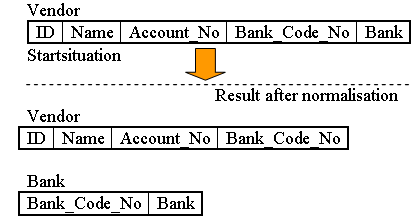 Vendor
ID Name Account_No Bank_Code_No Bank
Startsituation
Result after normalisation
Vendor
ID Name Account_No Bank_Code_No
Bank
Bank_Code_No Bank